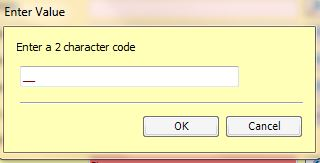 Enter Value
Enter a 2 character code
__
OK
Cancel